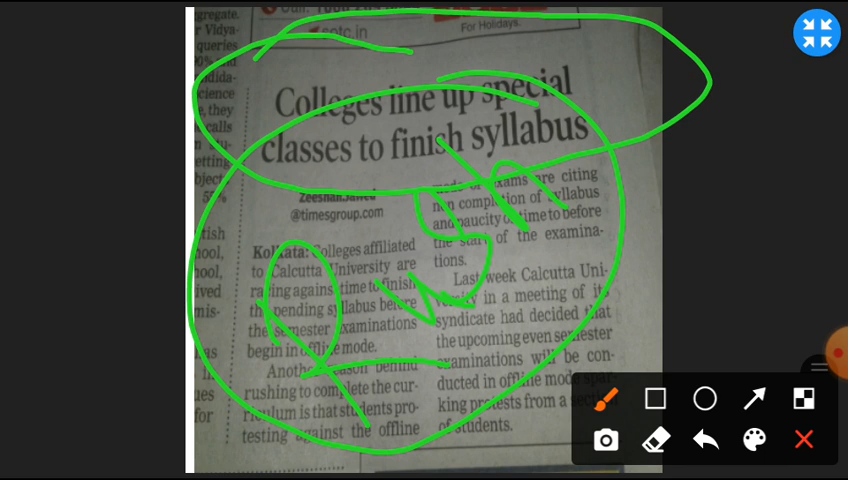 For Holidays.
Colleges line up special
classes to finish syllabus
Zeeshan.Jawed
@timesgroup.com
Kolkata: Colleges affiliated
to Calcutta University are
racing against time to finish
the pending syllabus before
the semester examinations
begin in offline mode.
Another reason behind
rushing to complete the cur-
riculum is that students pro-
testing against the offline
mode of exams are citing
non completion of syllabus
and paucity of time to before
the start of the examina-
tions.
Last week Calcutta Uni-
versity in a meeting of its
syndicate had decided that
the upcoming even semester
examinations will be con-
ducted in offline mode spar-
king protests from a section
of students.